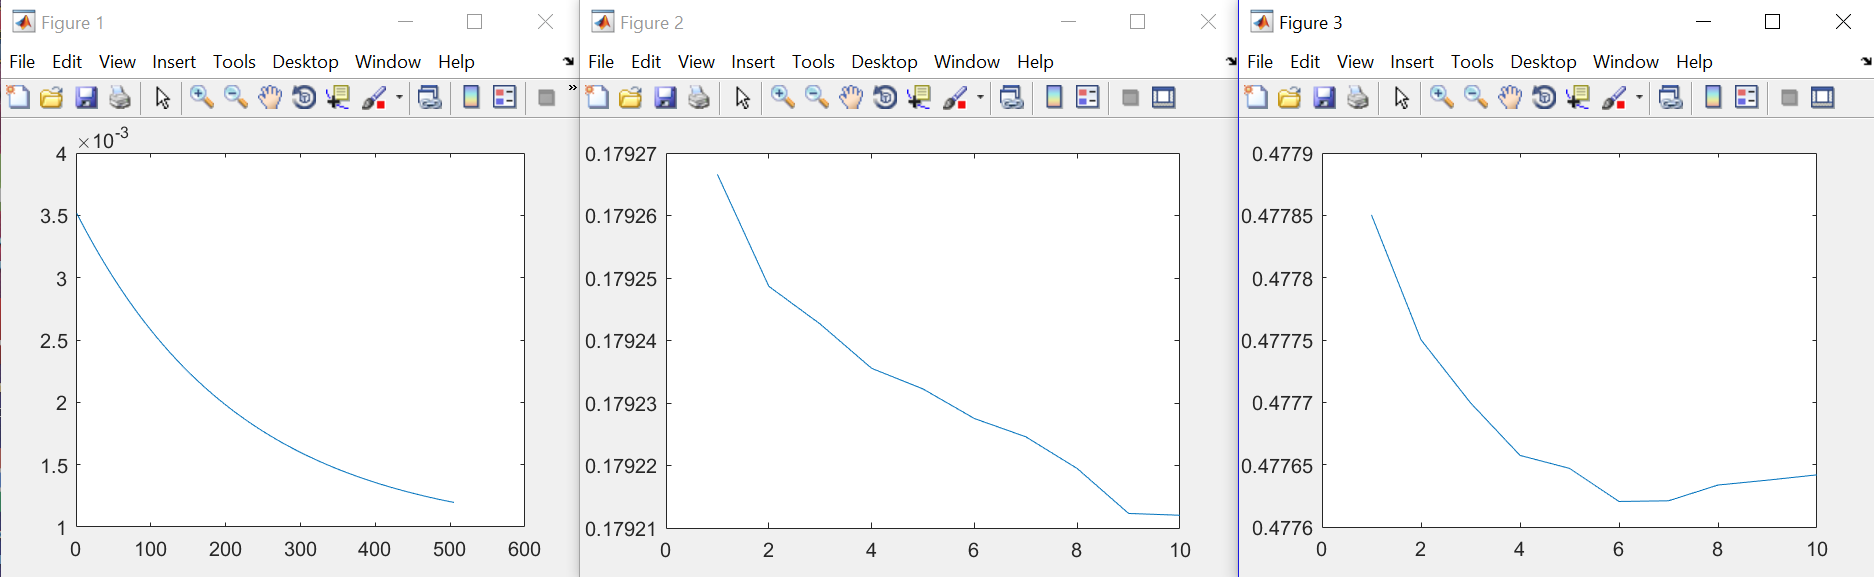 Figure 1
File Edit View Insert Tools Desktop Window Help
»
×10-3
4
3.5
3
2.5
2
1.5
1
0 100 200 300 400 500 600
Figure 2
File Edit View Insert Tools Desktop Window Help
0.17927
0.17926
0.17925
0.17924
0.17923
0.17922
0.17921
0 2 4 6 8 10
Figure 3
File Edit View Insert Tools Desktop Window Help
0.4779
0.47785
0.4778
0.47775
0.4777
0.47765
0.4776
0 2 4 6 8 10